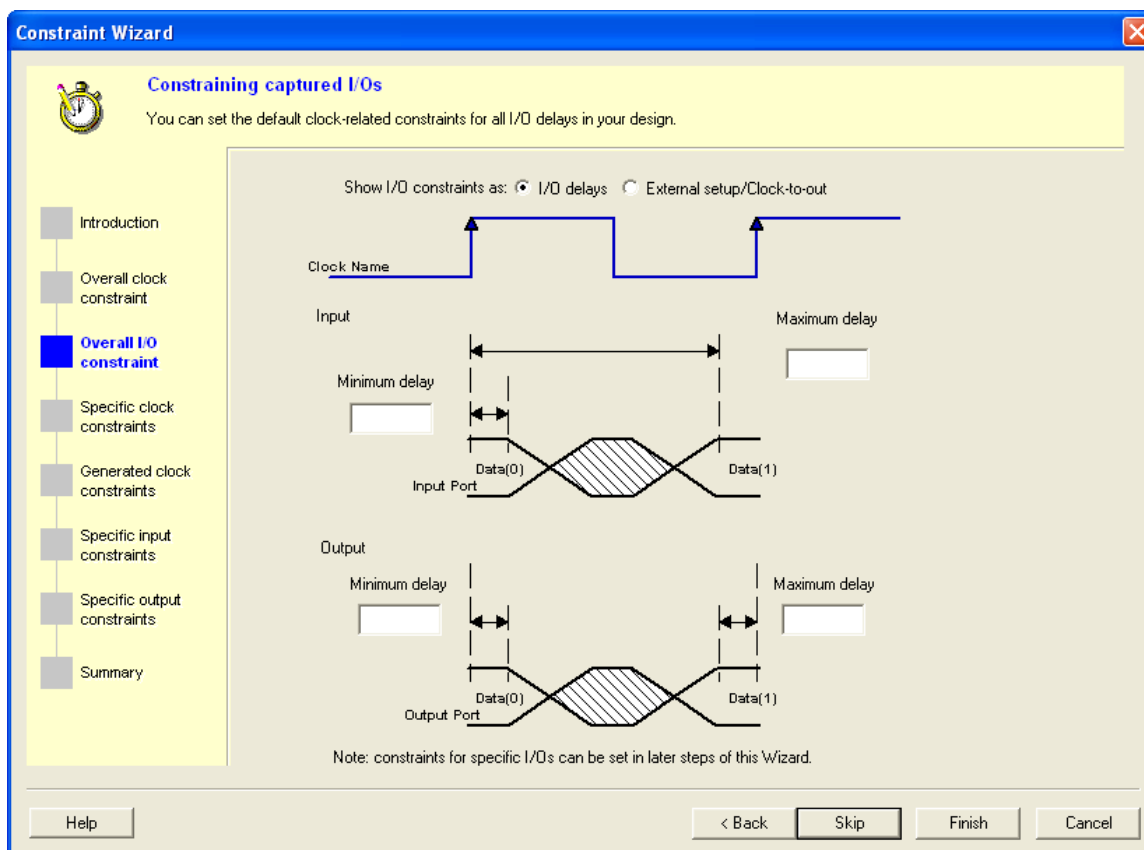 Constraint Wizard
Constraining captured I/Os
You can set the default clock-related constraints for all I/O delays in your design.
Introduction
Overall clock
constraint
Overall I/O
constraint
Specific clock
constraints
Generated clock
constraints
Specific input
constraints
Specific output
constraints
Summary
Show I/O constraints as: I/O delays External setup/Clock-to-out
Clock Name
Input
Maximum delay
Minimum delay
Data(0) Data(1)
Input Port
Output
Minimum delay Maximum delay
Data(0) Data(1)
Output Port
Note: constraints for specific I/Os can be set in later steps of this Wizard.
Help < Back Skip Finish Cancel